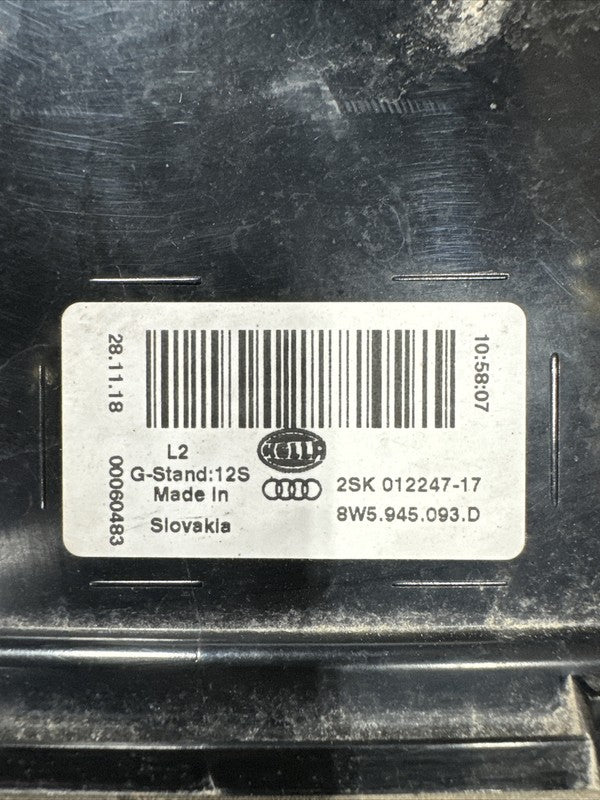 28.11.18
00060483
10:58:07
L2
G-Stand:12S
Made In
Slovakia
HELLA
2SK 012247-17
8W5.945.093.D